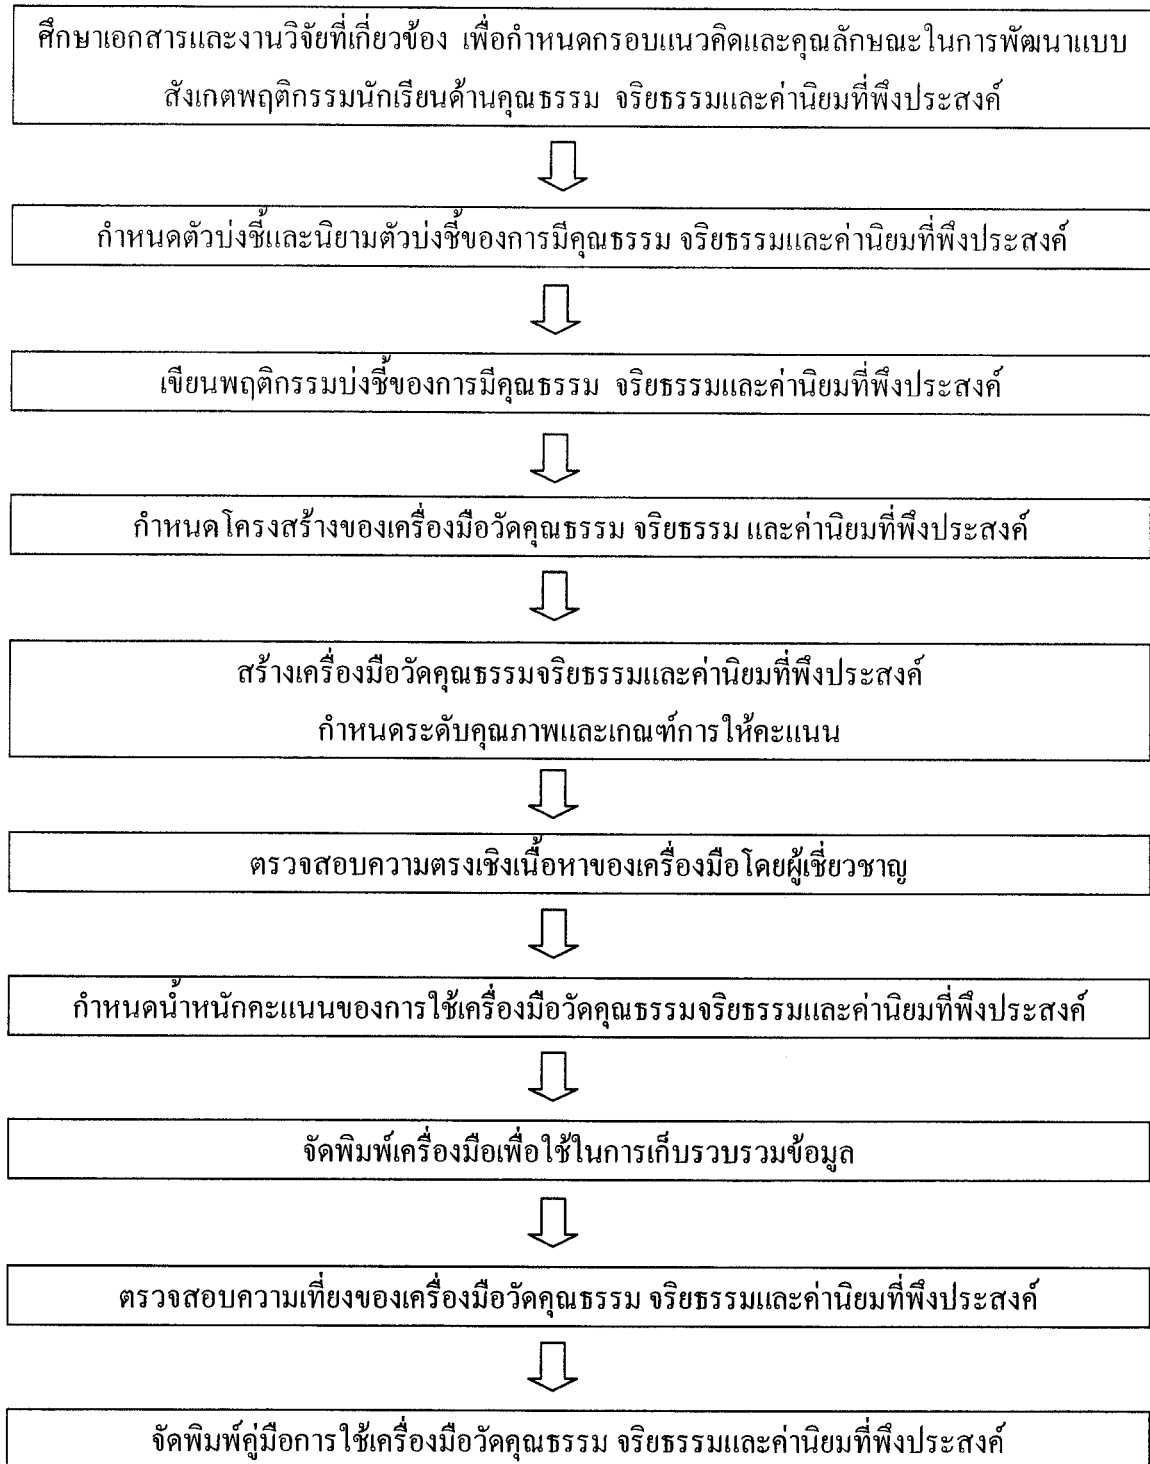 ศึกษาเอกสารและงานวิจัยที่เกี่ยวข้อง เพื่อกำหนดกรอบแนวคิดและคุณลักษณะในการพัฒนาแบบ
สังเกตพฤติกรรมนักเรียนด้านคุณธรรม จริยธรรมและค่านิยมที่พึงประสงค์
กำหนดตัวบ่งชี้และนิยามตัวบ่งชี้ของการมีคุณธรรม จริยธรรมและค่านิยมที่พึงประสงค์
เขียนพฤติกรรมบ่งชี้ของการมีคุณธรรม จริยธรรมและค่านิยมที่พึงประสงค์
กำหนดโครงสร้างของเครื่องมือวัดคุณธรรม จริยธรรม และค่านิยมที่พึงประสงค์
สร้างเครื่องมือวัดคุณธรรมจริยธรรมและค่านิยมที่พึงประสงค์
กำหนดระดับคุณภาพและเกณฑ์การให้คะแนน
ตรวจสอบความตรงเชิงเนื้อหาของเครื่องมือโดยผู้เชี่ยวชาญ
กำหนดน้ำหนักคะแนนของการใช้เครื่องมือวัดคุณธรรมจริยธรรมและค่านิยมที่พึงประสงค์
จัดพิมพ์เครื่องมือเพื่อใช้ในการเก็บรวบรวมข้อมูล
ตรวจสอบความเที่ยงของเครื่องมือวัดคุณธรรม จริยธรรมและค่านิยมที่พึงประสงค์
จัดพิมพ์คู่มือการใช้เครื่องมือวัดคุณธรรม จริยธรรมและค่านิยมที่พึงประสงค์